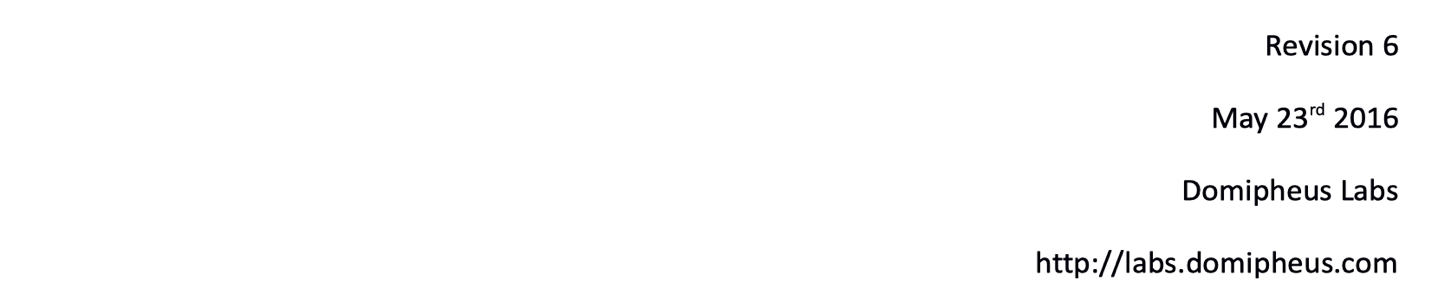 Revision 6
May 23rd 2016
Domipheus Labs
http://labs.domipheus.com